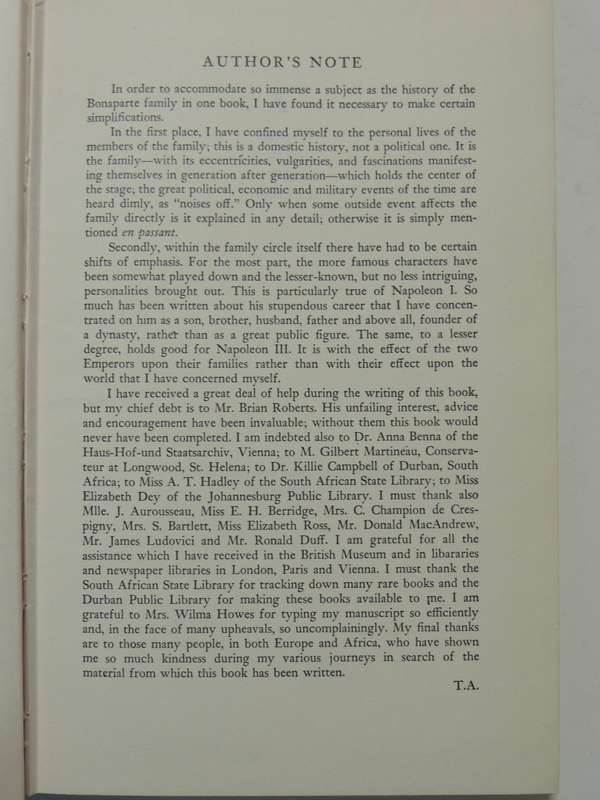 AUTHOR'S NOTE
In order to accommodate so immense a subject as the history of the
Bonaparte family in one book, I have found it necessary to make certain
simplifications.
In the first place, I have confined myself to the personal lives of the
members of the family; this is a domestic history, not a political one. It is
the family—with its eccentricities, vulgarities, and fascinations manifest-
ing themselves in generation after generation—which holds the center of
the stage; the great political, economic and military events of the time are
heard dimly, as "noises off." Only when some outside event affects the
family directly is it explained in any detail; otherwise it is simply men-
tioned en passant.
Secondly, within the family circle itself there have had to be certain
shifts of emphasis. For the most part, the more famous characters have
been somewhat played down and the lesser-known, but no less intriguing,
personalities brought out. This is particularly true of Napoleon I. So
much has been written about his stupendous career that I have concen-
trated on him as a son, brother, husband, father and above all, founder of
a dynasty, rather than as a great public figure. The same, to a lesser
degree, holds good for Napoleon III. It is with the effect of the two
Emperors upon their families rather than with their effect upon the
world that I have concerned myself.
I have received a great deal of help during the writing of this book,
but my chief debt is to Mr. Brian Roberts. His unfailing interest, advice
and encouragement have been invaluable; without them this book would
never have been completed. I am indebted also to Dr. Anna Benna of the
Haus-Hof-und Staatsarchiv, Vienna; to M. Gilbert Martineau, Conserva-
teur at Longwood, St. Helena; to Dr. Killie Campbell of Durban, South
Africa; to Miss A. T. Hadley of the South African State Library; to Miss
Elizabeth Dey of the Johannesburg Public Library. I must thank also
Mlle. J. Aurousseau, Miss E. H. Berridge, Mrs. C. Champion de Cres-
pigny, Mrs. S. Bartlett, Miss Elizabeth Ross, Mr. Donald MacAndrew,
Mr. James Ludovici and Mr. Ronald Duff. I am grateful for all the
assistance which I have received in the British Museum and in libararies
and newspaper libraries in London, Paris and Vienna. I must thank the
South African State Library for tracking down many rare books and the
Durban Public Library for making these books available to me. I am
grateful to Mrs. Wilma Howes for typing my manuscript so efficiently
and, in the face of many upheavals, so uncomplainingly. My final thanks
are to those many people, in both Europe and Africa, who have shown
me so much kindness during my various journeys in search of the
material from which this book has been written.
T.A.